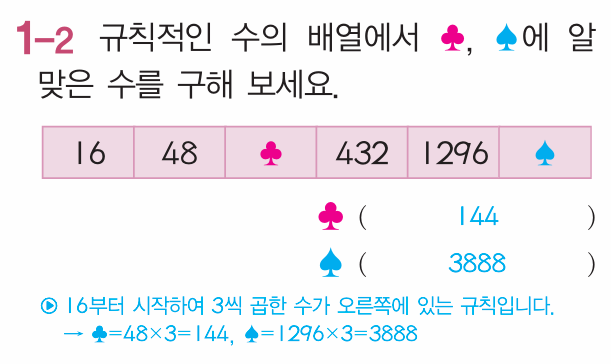 1-2 규칙적인 수의 배열에서 ♣, ♠에 알
맞은 수를 구해 보세요.
16 48 ♣ 432 1296 ♠
♣ ( 144 )
♠ ( 3888 )
▶ 16부터 시작하여 3씩 곱한 수가 오른쪽에 있는 규칙입니다.
→ ♣=48×3=144, ♠=1296×3=3888